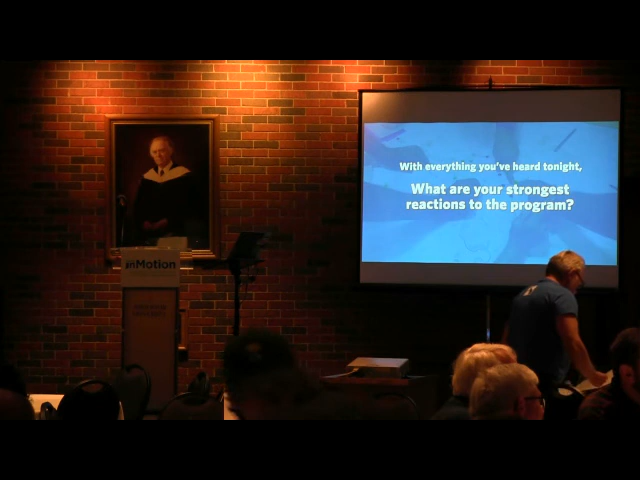 With everything you've heard tonight,
What are your strongest
reactions to the program?
inMotion